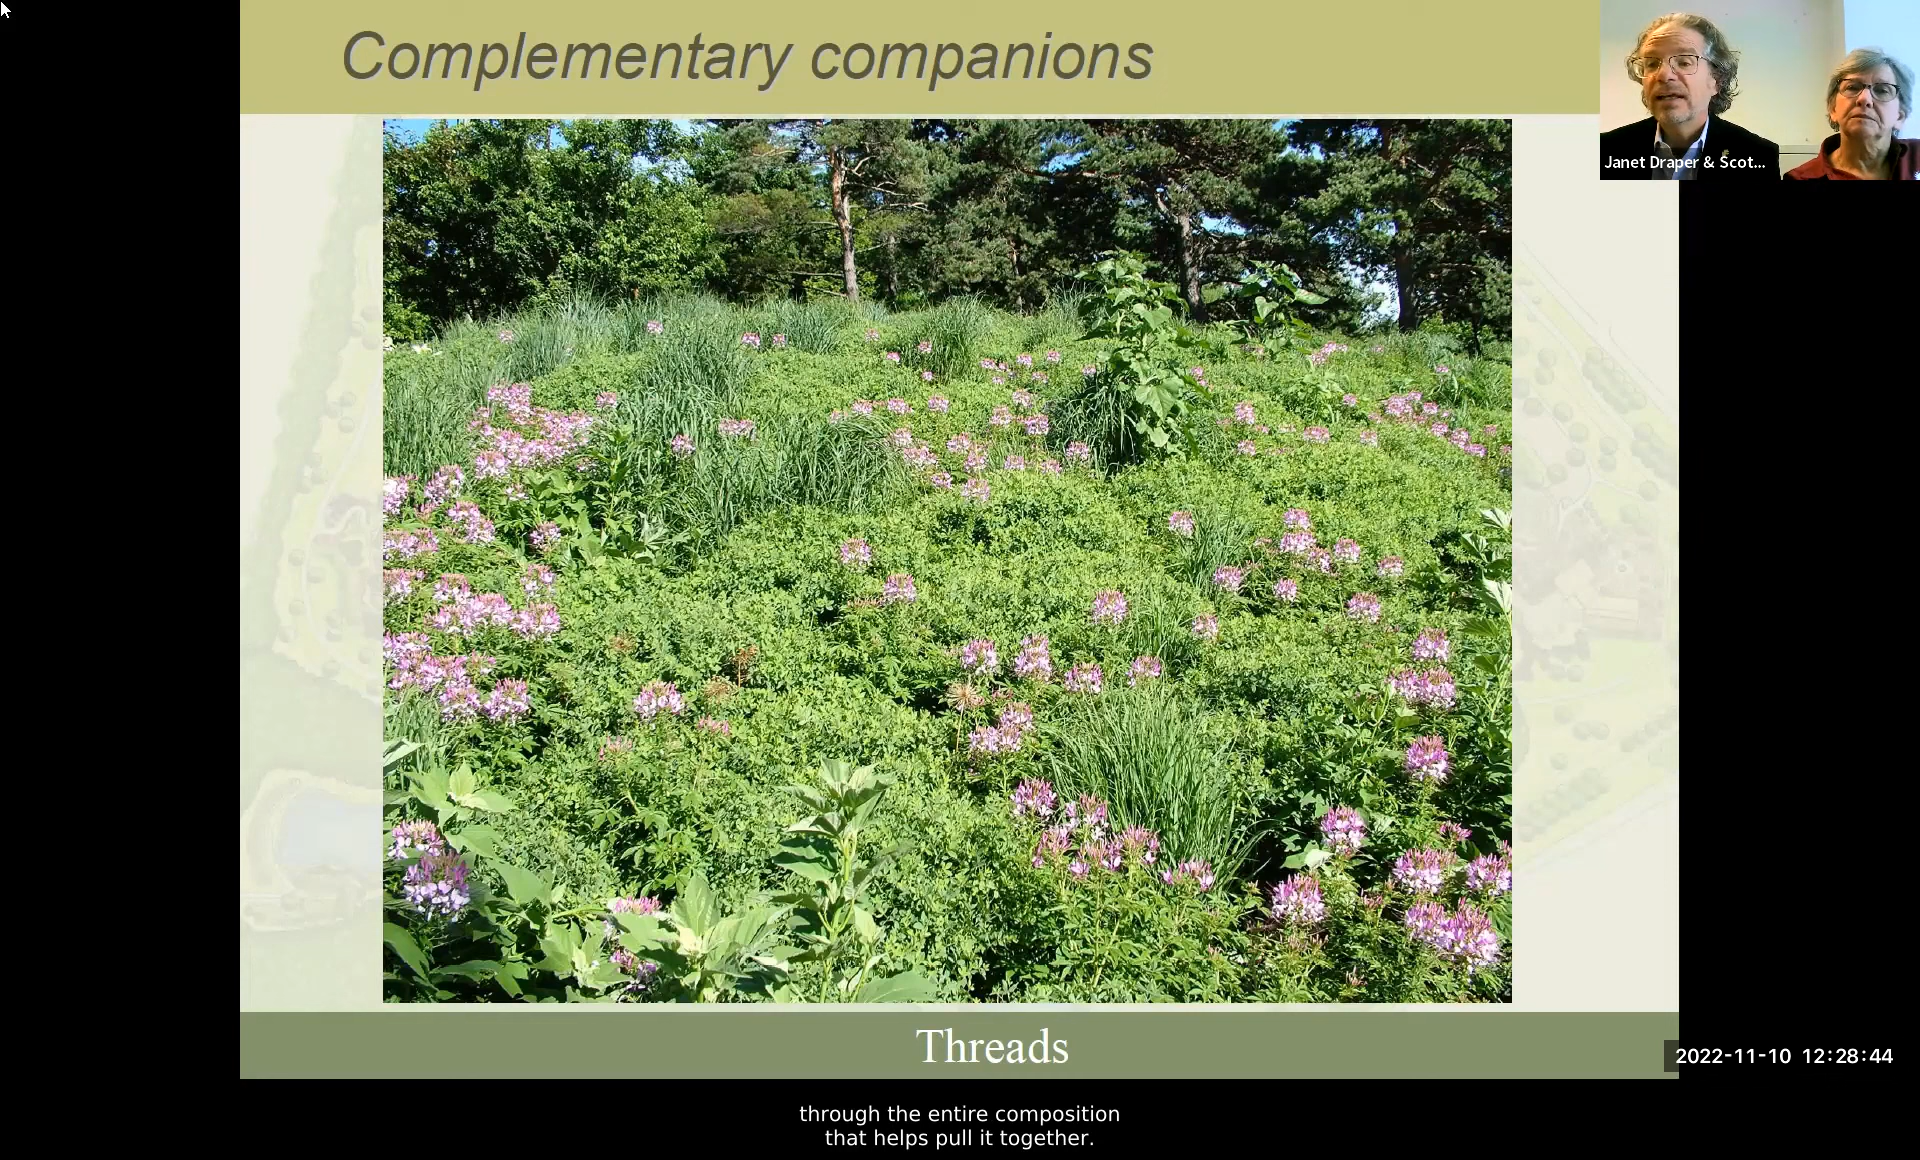 Complementary companions
Janet Draper & Scot...
Threads
2022-11-10 12:28:44
through the entire composition
that helps pull it together.